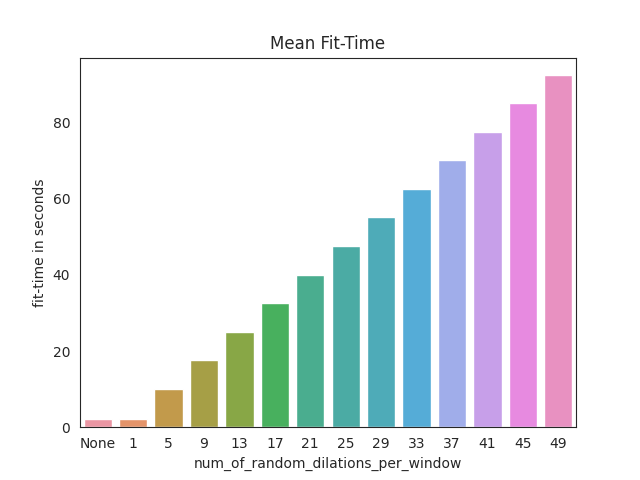 Mean Fit-Time
fit-time in seconds
80
60
40
20
0
None 1 5 9 13 17 21 25 29 33 37 41 45 49
num_of_random_dilations_per_window